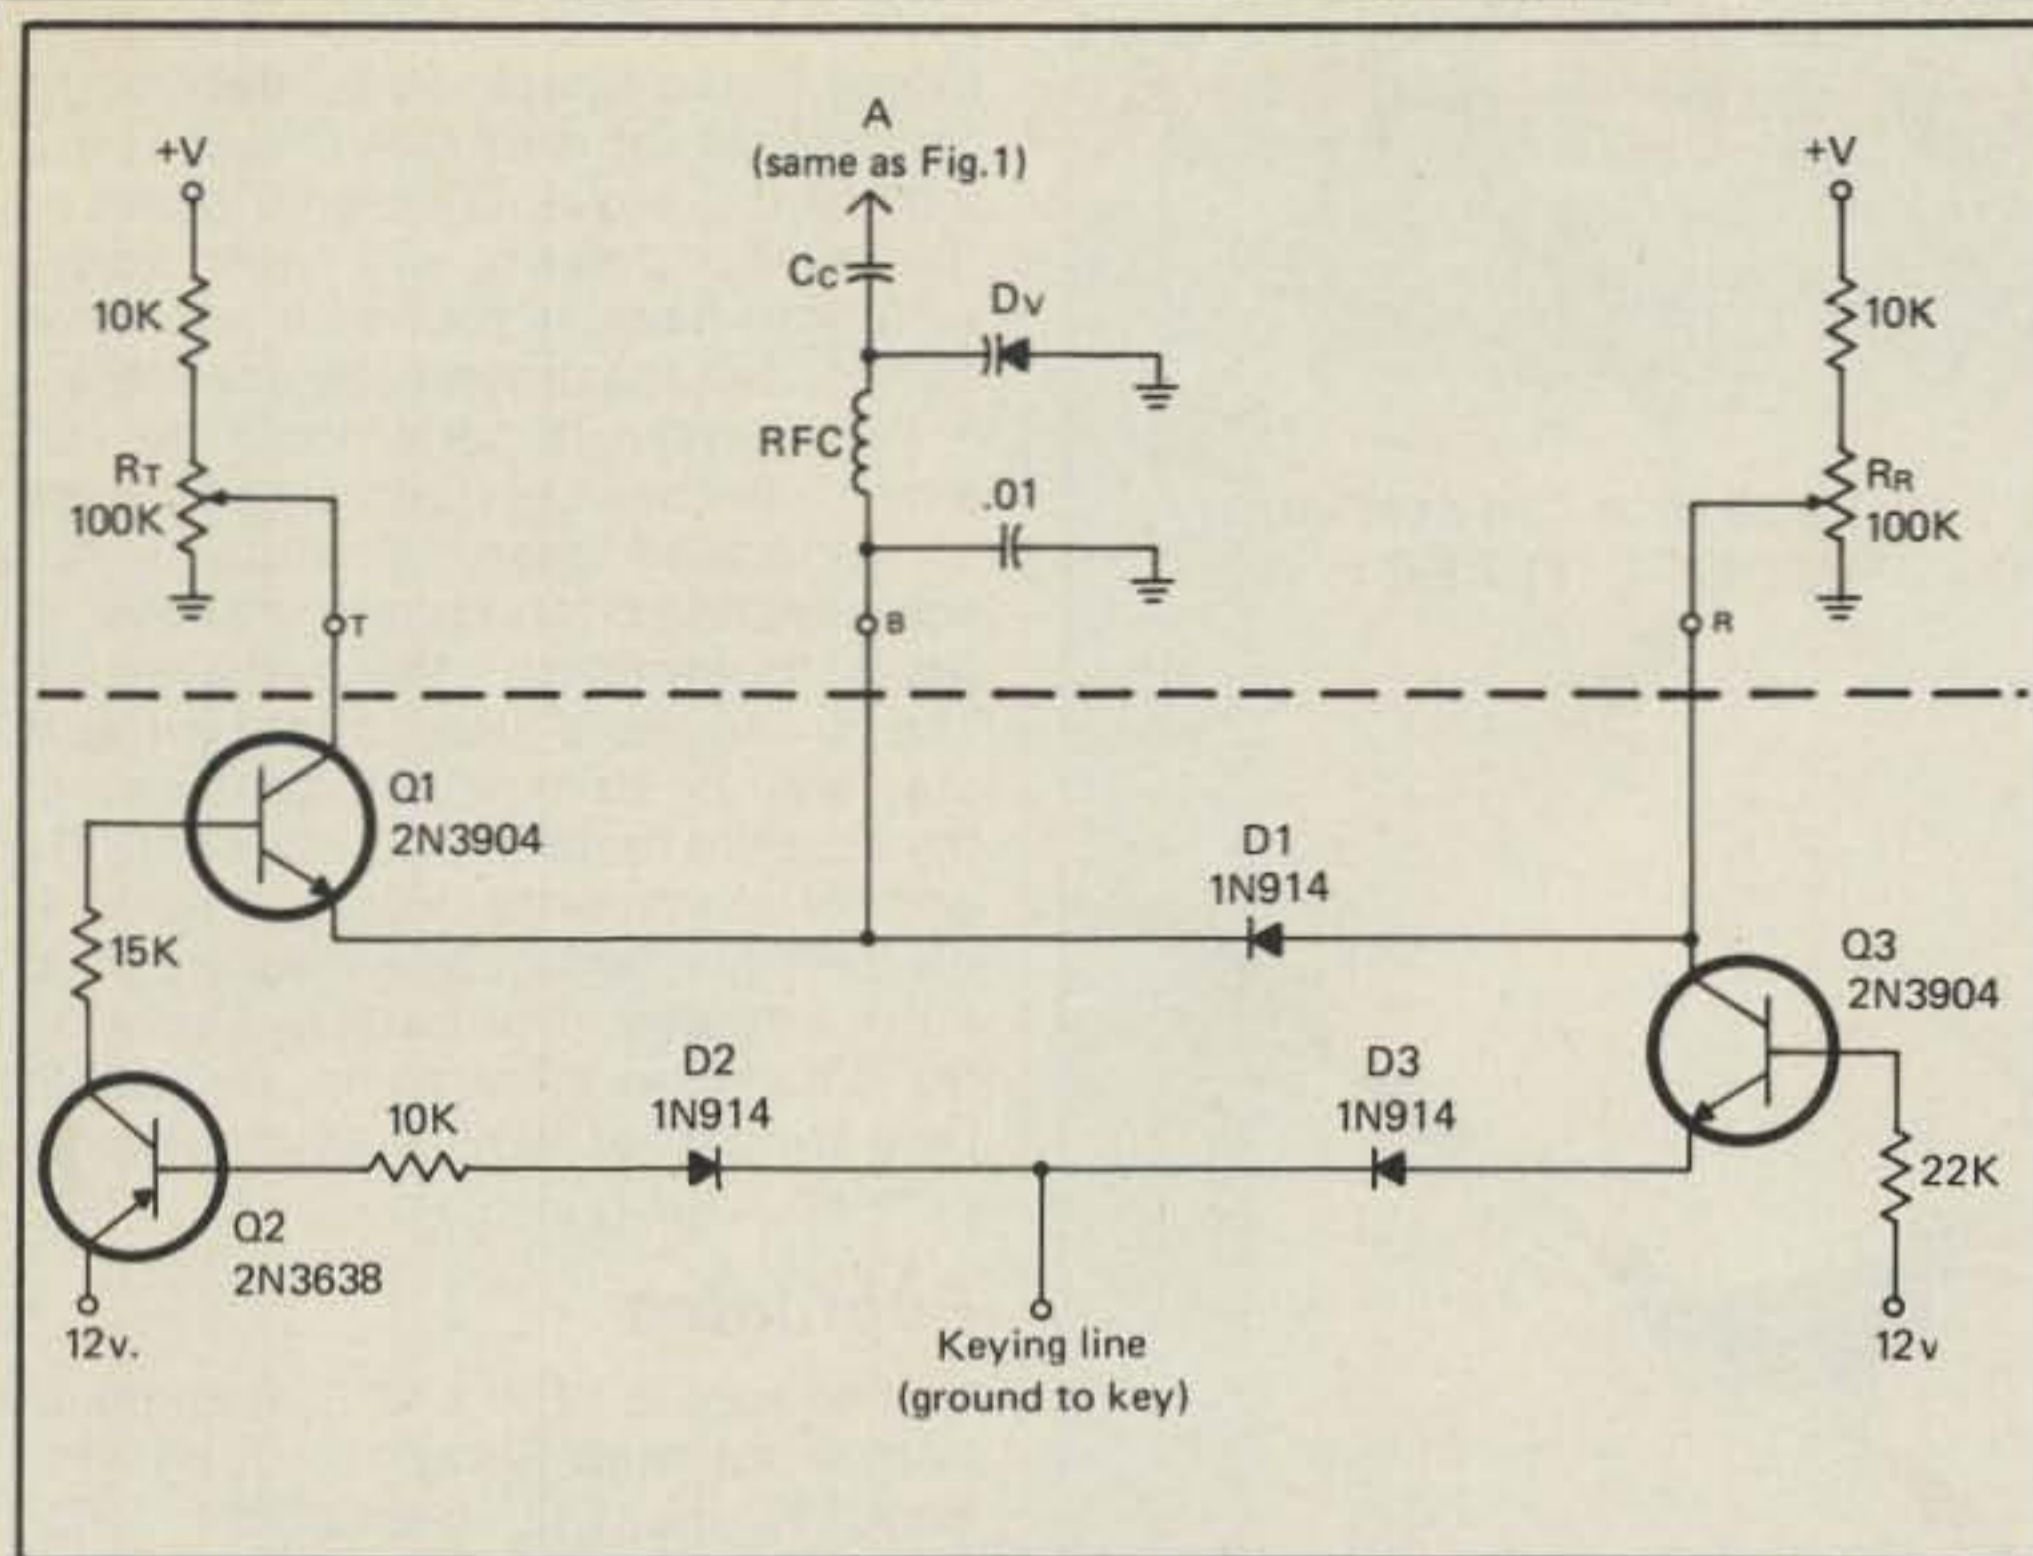 A
(same as Fig.1)
+V
+V
Cc
Dv
10K
10K
RFC
RT
100K
.01
RR
100K
T
B
R
Q1
2N3904
D1
1N914
15K
Q3
2N3904
D2
1N914
D3
1N914
10K
22K
Q2
2N3638
12v.
Keying line
(ground to key)
12v